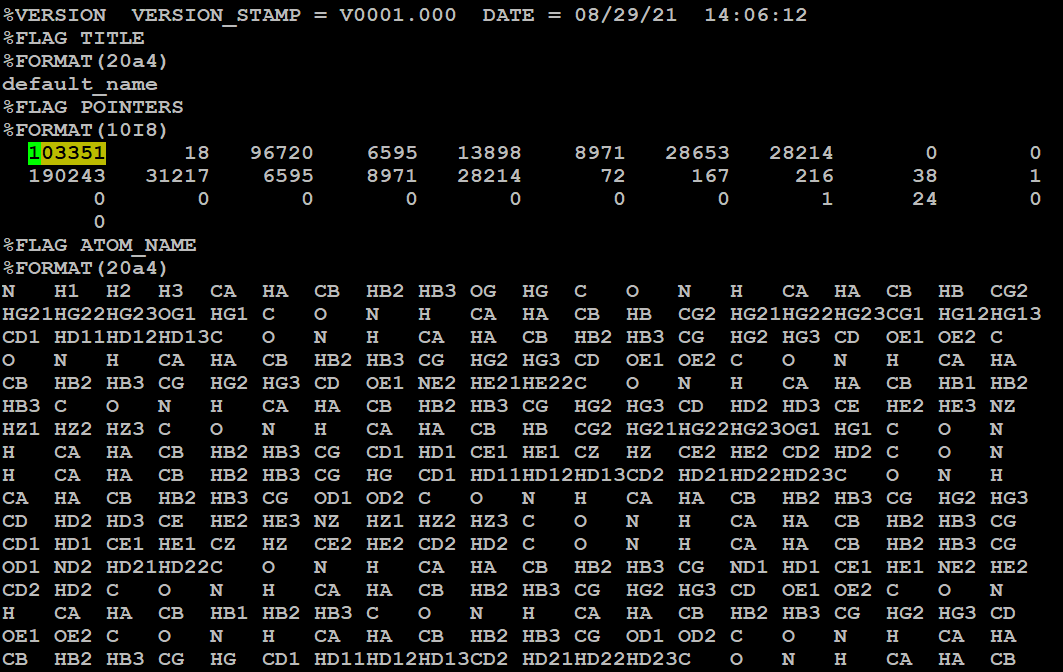 %VERSION  VERSION_STAMP = V0001.000  DATE = 08/29/21  14:06:12
%FLAG TITLE
%FORMAT(20a4)
default_name
%FLAG POINTERS
%FORMAT(10I8)
  103351      18   96720    6595   13898    8971   28653   28214       0       0
  190243   31217    6595    8971   28214      72     167     216      38       1
       0       0       0       0       0       0       0       1      24       0
       0
%FLAG ATOM_NAME
%FORMAT(20a4)
N   H1  H2  H3  CA  HA  CB  HB2 HB3 OG  HG  C   O   N   H   CA  HA  CB  HB  CG2
HG21HG22HG23OG1 HG1 C   O   N   H   CA  HA  CB  HB  CG2 HG21HG22HG23CG1 HG12HG13
CD1 HD11HD12HD13C   O   N   H   CA  HA  CB  HB2 HB3 CG  HG2 HG3 CD  OE1 OE2 C
O   N   H   CA  HA  CB  HB2 HB3 CG  HG2 HG3 CD  OE1 OE2 C   O   N   H   CA  HA
CB  HB2 HB3 CG  HG2 HG3 CD  OE1 NE2 HE21HE22C   O   N   H   CA  HA  CB  HB1 HB2
HB3 C   O   N   H   CA  HA  CB  HB2 HB3 CG  HG2 HG3 CD  HD2 HD3 CE  HE2 HE3 NZ
HZ1 HZ2 HZ3 C   O   N   H   CA  HA  CB  HB  CG2 HG21HG22HG23OG1 HG1 C   O   N
H   CA  HA  CB  HB2 HB3 CG  CD1 HD1 CE1 HE1 CZ  HZ  CE2 HE2 CD2 HD2 C   O   N
H   CA  HA  CB  HB2 HB3 CG  HG  CD1 HD11HD12HD13CD2 HD21HD22HD23C   O   N   H
CA  HA  CB  HB2 HB3 CG  OD1 OD2 C   O   N   H   CA  HA  CB  HB2 HB3 CG  HG2 HG3
CD  HD2 HD3 CE  HE2 HE3 NZ  HZ1 HZ2 HZ3 C   O   N   H   CA  HA  CB  HB2 HB3 CG
CD1 HD1 CE1 HE1 CZ  HZ  CE2 HE2 CD2 HD2 C   O   N   H   CA  HA  CB  HB2 HB3 CG
OD1 ND2 HD21HD22C   O   N   H   CA  HA  CB  HB2 HB3 CG  ND1 HD1 CE1 HE1 NE2 HE2
CD2 HD2 C   O   N   H   CA  HA  CB  HB2 HB3 CG  HG2 HG3 CD  OE1 OE2 C   O   N
H   CA  HA  CB  HB1 HB2 HB3 C   O   N   H   CA  HA  CB  HB2 HB3 CG  HG2 HG3 CD
OE1 OE2 C   O   N   H   CA  HA  CB  HB2 HB3 CG  OD1 OD2 C   O   N   H   CA  HA
CB  HB2 HB3 CG  HG  CD1 HD11HD12HD13CD2 HD21HD22HD23C   O   N   H   CA  HA  CB